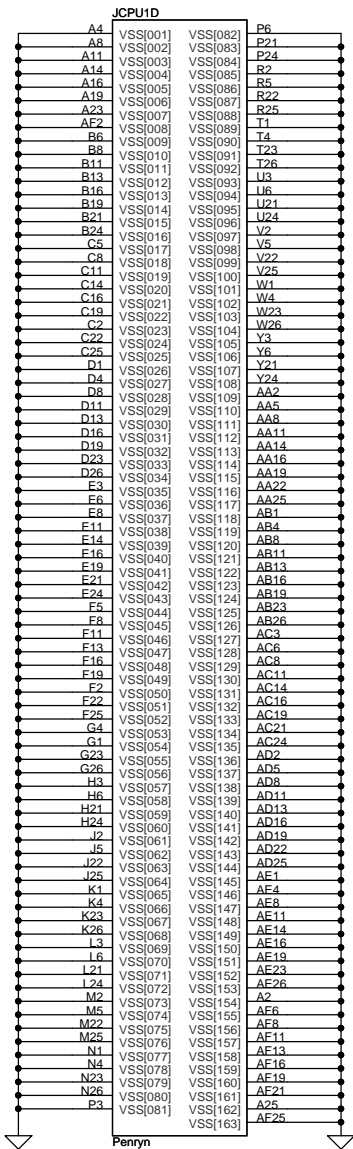 JCPU1D
A4 VSS[001] VSS[082] P6
A8 VSS[002] VSS[083] P21
A11 VSS[003] VSS[084] P24
A14 VSS[004] VSS[085] R2
A16 VSS[005] VSS[086] R5
A19 VSS[006] VSS[087] R22
A23 VSS[007] VSS[088] R25
AF2 VSS[008] VSS[089] T1
B6 VSS[009] VSS[090] T4
B8 VSS[010] VSS[091] T23
B11 VSS[011] VSS[092] T26
B13 VSS[012] VSS[093] U3
B16 VSS[013] VSS[094] U6
B19 VSS[014] VSS[095] U21
B21 VSS[015] VSS[096] U24
B24 VSS[016] VSS[097] V2
C5 VSS[017] VSS[098] V5
C8 VSS[018] VSS[099] V22
C11 VSS[019] VSS[100] V25
C14 VSS[020] VSS[101] W1
C16 VSS[021] VSS[102] W4
C19 VSS[022] VSS[103] W23
C2 VSS[023] VSS[104] W26
C22 VSS[024] VSS[105] Y3
C25 VSS[025] VSS[106] Y6
D1 VSS[026] VSS[107] Y21
D4 VSS[027] VSS[108] Y24
D8 VSS[028] VSS[109] AA2
D11 VSS[029] VSS[110] AA5
D13 VSS[030] VSS[111] AA8
D16 VSS[031] VSS[112] AA11
D19 VSS[032] VSS[113] AA14
D23 VSS[033] VSS[114] AA16
D26 VSS[034] VSS[115] AA19
E3 VSS[035] VSS[116] AA22
E6 VSS[036] VSS[117] AA25
E8 VSS[037] VSS[118] AB1
E11 VSS[038] VSS[119] AB4
E14 VSS[039] VSS[120] AB8
E16 VSS[040] VSS[121] AB11
E19 VSS[041] VSS[122] AB13
E21 VSS[042] VSS[123] AB16
E24 VSS[043] VSS[124] AB19
F5 VSS[044] VSS[125] AB23
F8 VSS[045] VSS[126] AB26
F11 VSS[046] VSS[127] AC3
F13 VSS[047] VSS[128] AC6
F16 VSS[048] VSS[129] AC8
F19 VSS[049] VSS[130] AC11
F2 VSS[050] VSS[131] AC14
F22 VSS[051] VSS[132] AC16
F25 VSS[052] VSS[133] AC19
G4 VSS[053] VSS[134] AC21
G1 VSS[054] VSS[135] AC24
G23 VSS[055] VSS[136] AD2
G26 VSS[056] VSS[137] AD5
H3 VSS[057] VSS[138] AD8
H6 VSS[058] VSS[139] AD11
H21 VSS[059] VSS[140] AD13
H24 VSS[060] VSS[141] AD16
J2 VSS[061] VSS[142] AD19
J5 VSS[062] VSS[143] AD22
J22 VSS[063] VSS[144] AD25
J25 VSS[064] VSS[145] AE1
K1 VSS[065] VSS[146] AE4
K4 VSS[066] VSS[147] AE8
K23 VSS[067] VSS[148] AE11
K26 VSS[068] VSS[149] AE14
L3 VSS[069] VSS[150] AE16
L6 VSS[070] VSS[151] AE19
L21 VSS[071] VSS[152] AE23
L24 VSS[072] VSS[153] AE26
M2 VSS[073] VSS[154] A2
M5 VSS[074] VSS[155] AF6
M22 VSS[075] VSS[156] AF8
M25 VSS[076] VSS[157] AF11
N1 VSS[077] VSS[158] AF13
N4 VSS[078] VSS[159] AF16
N23 VSS[079] VSS[160] AF19
N26 VSS[080] VSS[161] AF21
P3 VSS[081] VSS[162] A25
VSS[163] AF25
Penryn